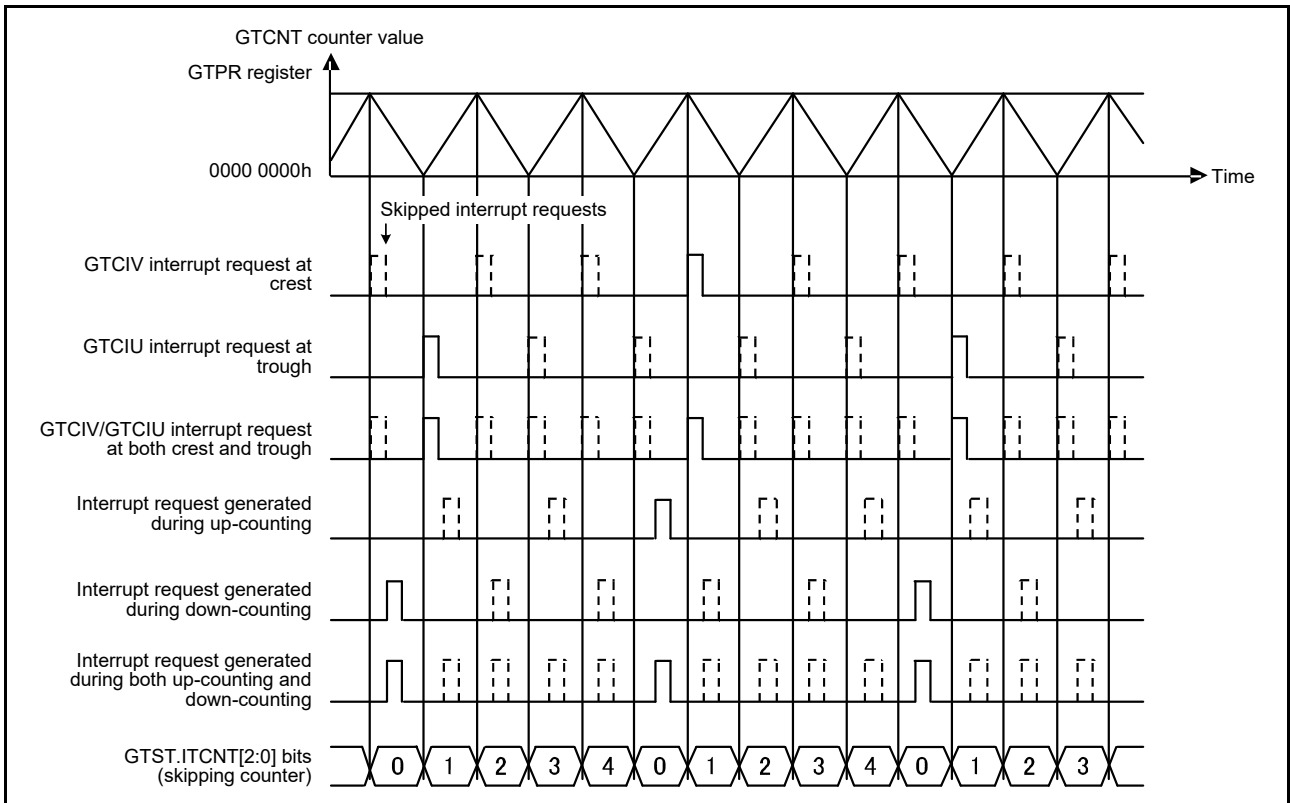 GTCNT counter value
GTPR register
0000 0000h
Time
Skipped interrupt requests
GTCIV interrupt request at
crest
GTCIU interrupt request at
trough
GTCIV/GTCIU interrupt request
at both crest and trough
Interrupt request generated
during up-counting
Interrupt request generated
during down-counting
Interrupt request generated
during both up-counting and
down-counting
GTST.ITCNT[2:0] bits
(skipping counter)
0 1 2 3 4 0 1 2 3 4 0 1 2 3